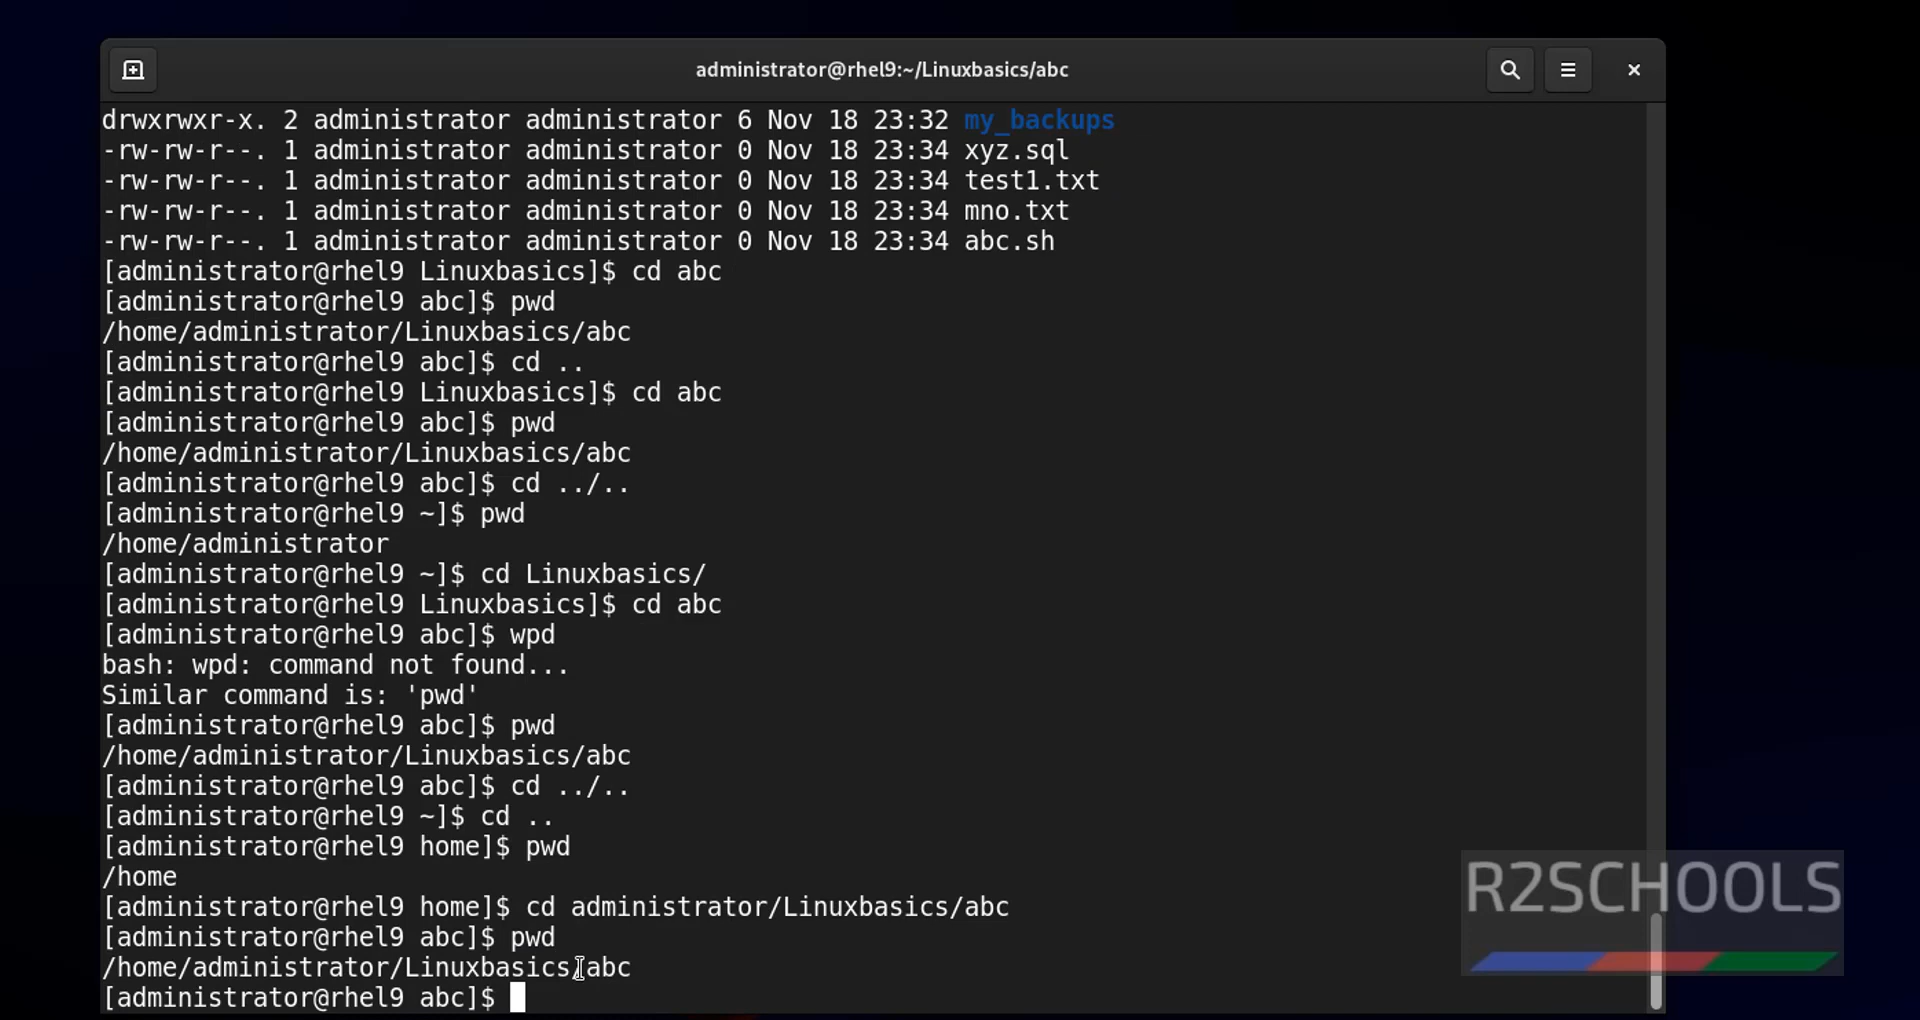 administrator@rhel9:~/Linuxbasics/abc
drwxrwxr-x. 2 administrator administrator 6 Nov 18 23:32 my_backups
-rw-rw-r--. 1 administrator administrator 0 Nov 18 23:34 xyz.sql
-rw-rw-r--. 1 administrator administrator 0 Nov 18 23:34 test1.txt
-rw-rw-r--. 1 administrator administrator 0 Nov 18 23:34 mno.txt
-rw-rw-r--. 1 administrator administrator 0 Nov 18 23:34 abc.sh
[administrator@rhel9 Linuxbasics]$ cd abc
[administrator@rhel9 abc]$ pwd
/home/administrator/Linuxbasics/abc
[administrator@rhel9 abc]$ cd ..
[administrator@rhel9 Linuxbasics]$ cd abc
[administrator@rhel9 abc]$ pwd
/home/administrator/Linuxbasics/abc
[administrator@rhel9 abc]$ cd ../..
[administrator@rhel9 ~]$ pwd
/home/administrator
[administrator@rhel9 ~]$ cd Linuxbasics/
[administrator@rhel9 Linuxbasics]$ cd abc
[administrator@rhel9 abc]$ wpd
bash: wpd: command not found...
Similar command is: 'pwd'
[administrator@rhel9 abc]$ pwd
/home/administrator/Linuxbasics/abc
[administrator@rhel9 abc]$ cd ../..
[administrator@rhel9 ~]$ cd ..
[administrator@rhel9 home]$ pwd
/home
[administrator@rhel9 home]$ cd administrator/Linuxbasics/abc
[administrator@rhel9 abc]$ pwd
/home/administrator/Linuxbasics/abc
[administrator@rhel9 abc]$
R2SCHOOLS